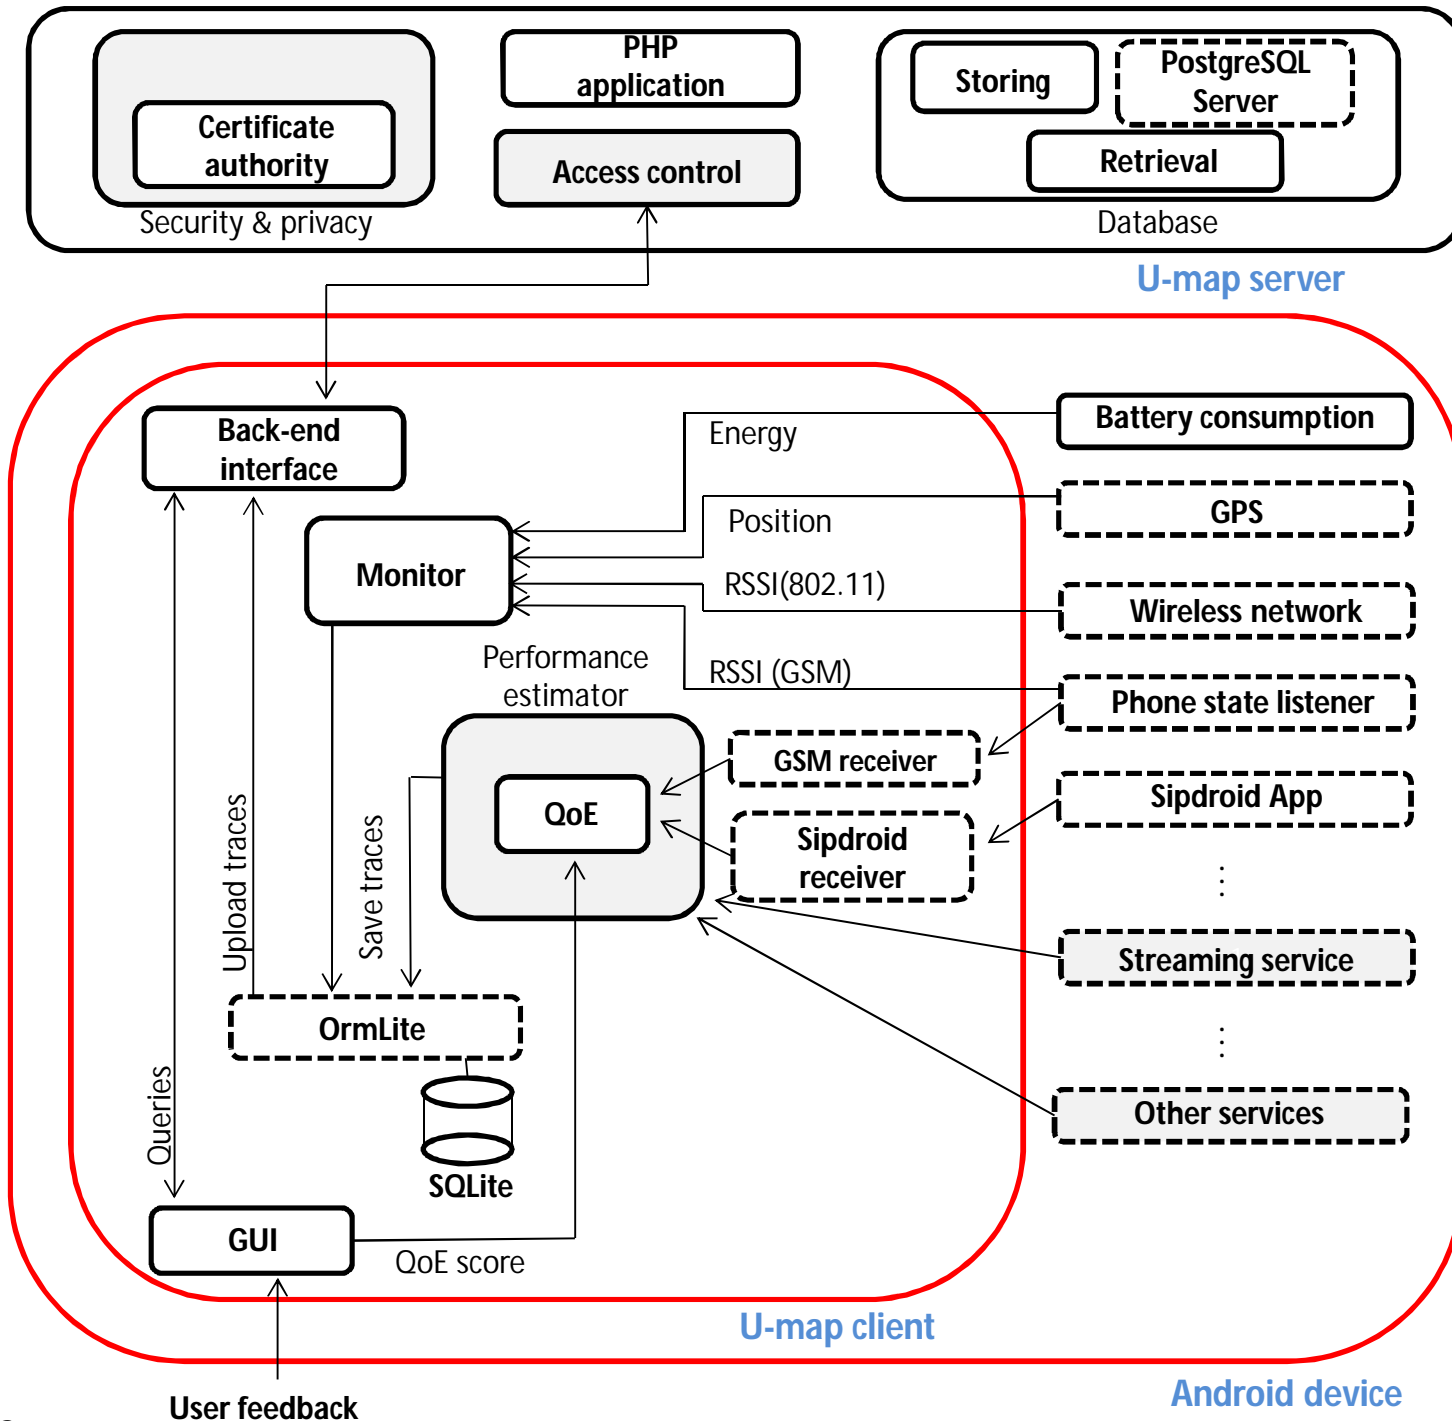 PHP
application
Storing
PostgreSQL
Server
Certificate
authority
Access control
Retrieval
Security & privacy
Database
U-map server
Back-end
interface
Energy
Battery consumption
Position
GPS
Monitor
RSSI(802.11)
Wireless network
Performance
estimator
RSSI (GSM)
Phone state listener
GSM receiver
QoE
Sipdroid App
Sipdroid
receiver
Upload traces
Save traces
Streaming service
OrmLite
Queries
SQLite
Other services
GUI
QoE score
U-map client
Android device
User feedback